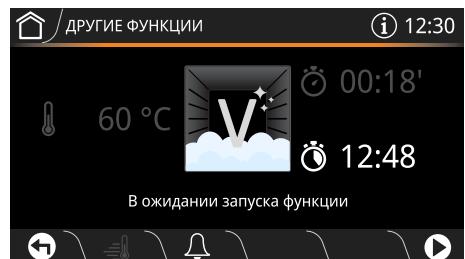 ДРУГИЕ ФУНКЦИИ
i 12:30
60 °C
V
00:18'
12:48
В ожидании запуска функции